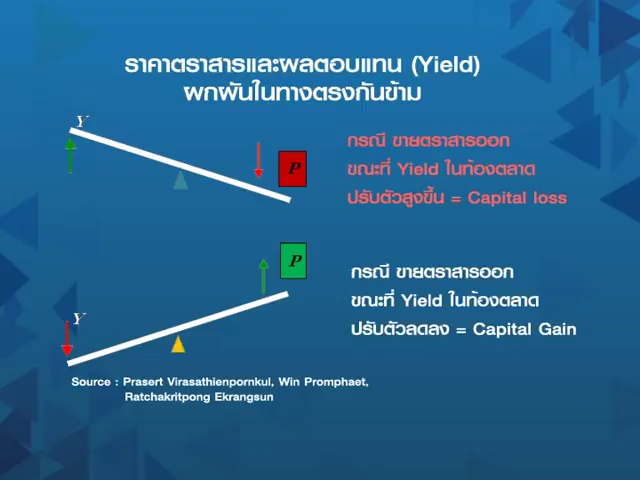 ราคาตราสารและผลตอบแทน (Yield)
ผกผันในทางตรงกันข้าม
Y
P
กรณี ขายตราสารออก
ขณะที่ Yield ในท้องตลาด
ปรับตัวสูงขึ้น = Capital loss
P
Y
กรณี ขายตราสารออก
ขณะที่ Yield ในท้องตลาด
ปรับตัวลดลง = Capital Gain
Source : Prasert Virasathienpornkul, Win Promphaet,
Ratchakritpong Ekrangsun